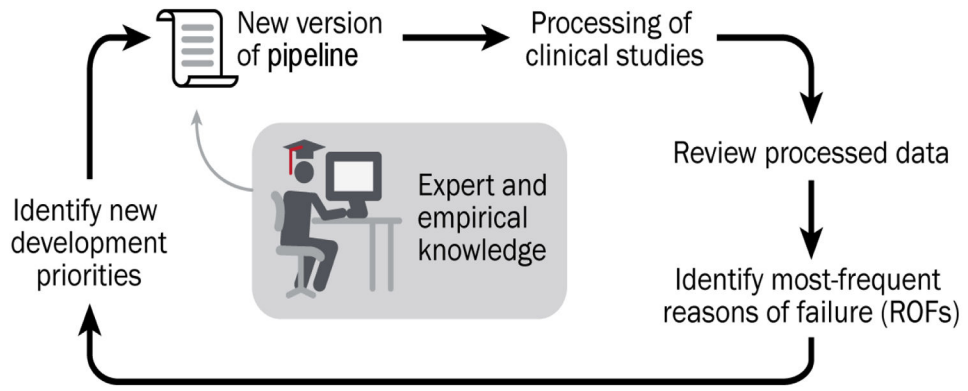 New version
of pipeline
Processing of
clinical studies
Review processed data
Identify most-frequent
reasons of failure (ROFs)
Identify new
development
priorities
Expert and
empirical
knowledge